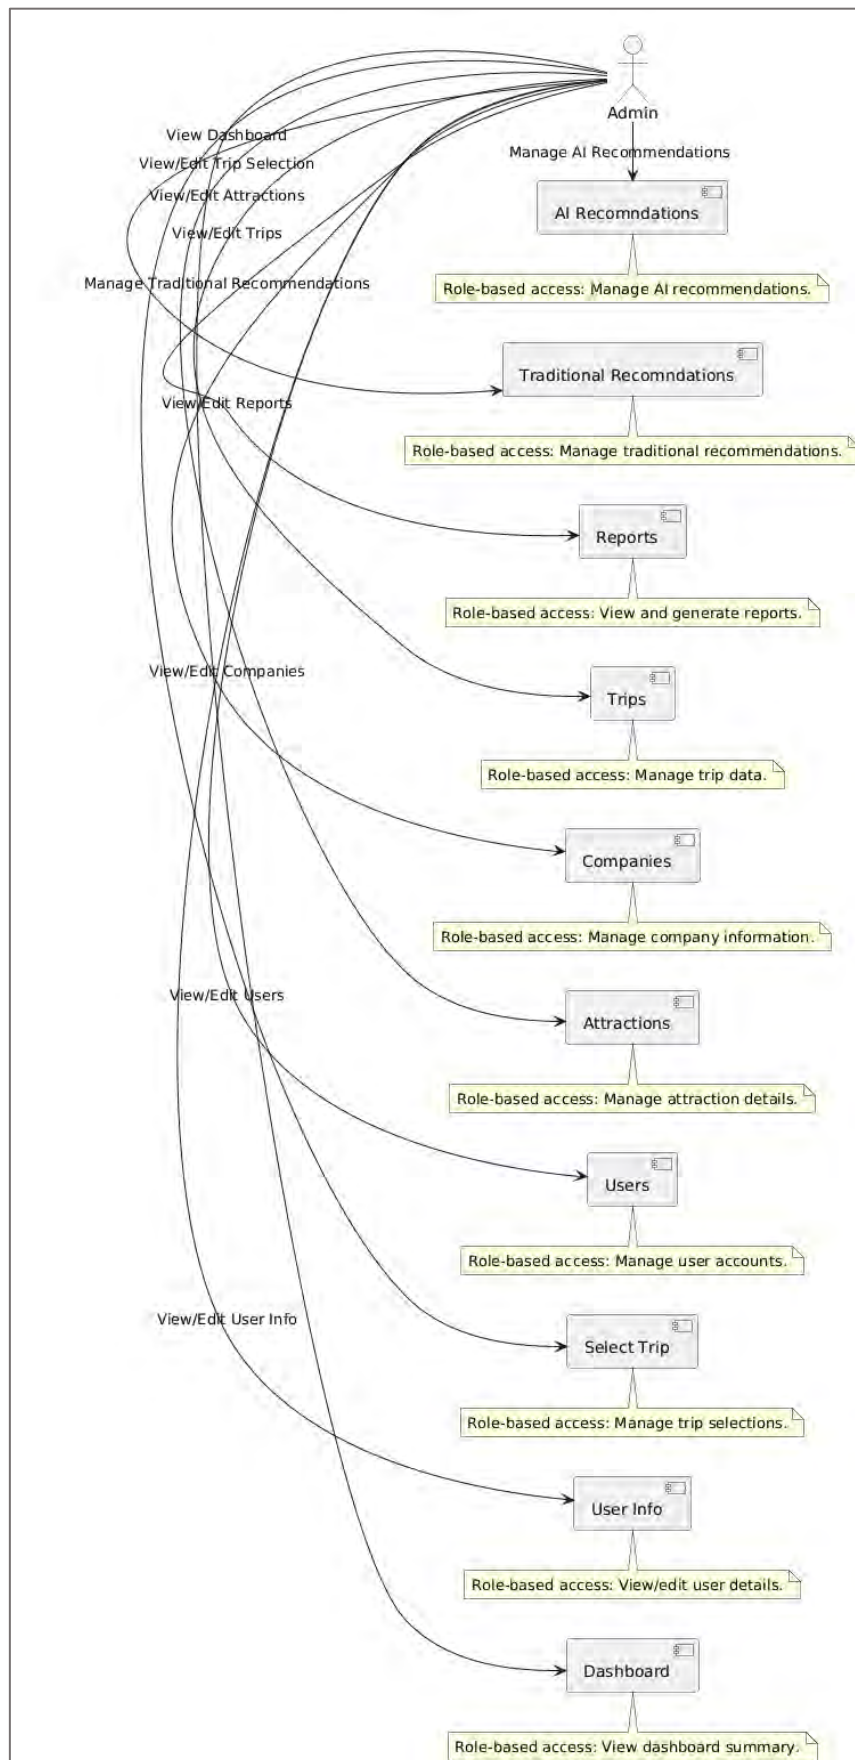 Admin
View Dashboard
Manage AI Recommendations
View/Edit Trip Selection
View/Edit Attractions
AI Recomndations
View/Edit Trips
Manage Traditional Recommendations
Role-based access: Manage AI recommendations.
Traditional Recomndations
View/Edit Reports
Role-based access: Manage traditional recommendations.
Reports
Role-based access: View and generate reports.
View/Edit Companies
Trips
Role-based access: Manage trip data.
Companies
Role-based access: Manage company information.
View/Edit Users
Attractions
Role-based access: Manage attraction details.
Users
Role-based access: Manage user accounts.
View/Edit User Info
Select Trip
Role-based access: Manage trip selections.
User Info
Role-based access: View/edit user details.
Dashboard
Role-based access: View dashboard summary.